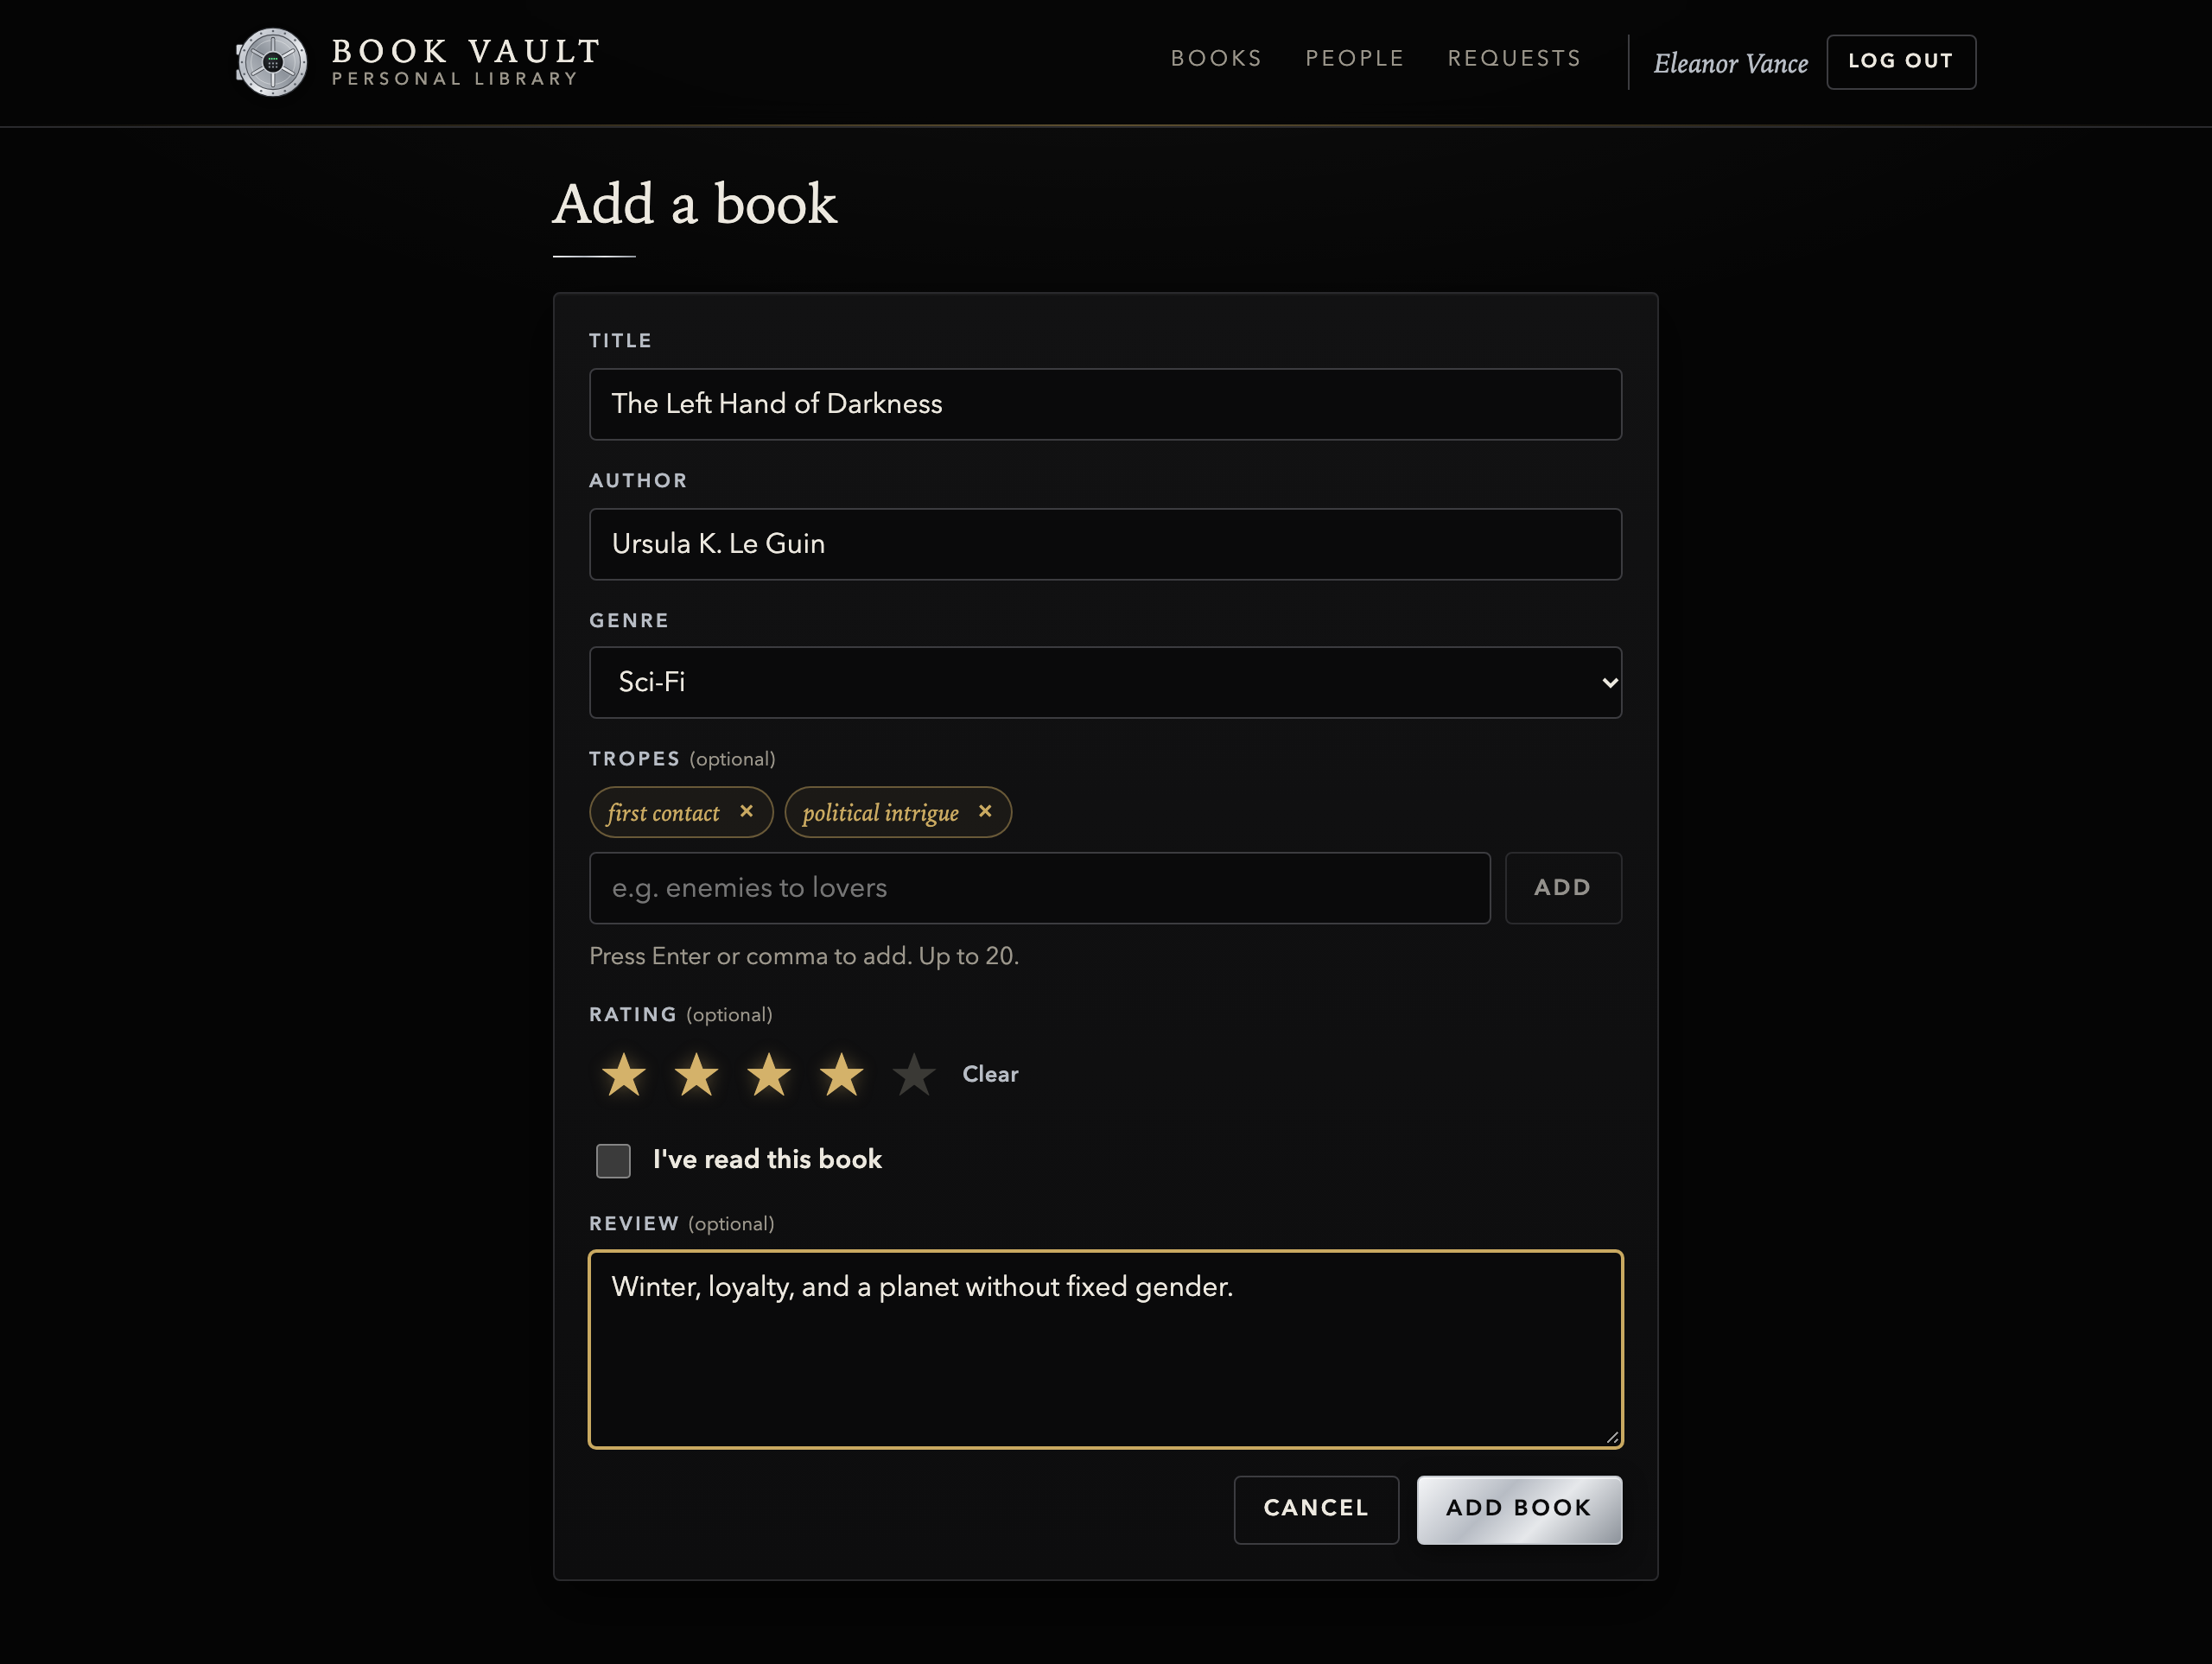 BOOK VAULT
PERSONAL LIBRARY
BOOKS PEOPLE REQUESTS Eleanor Vance LOG OUT
Add a book
TITLE
The Left Hand of Darkness
AUTHOR
Ursula K. Le Guin
GENRE
Sci-Fi
TROPES (optional)
first contact × political intrigue ×
e.g. enemies to lovers ADD
Press Enter or comma to add. Up to 20.
RATING (optional)
Clear
I've read this book
REVIEW (optional)
Winter, loyalty, and a planet without fixed gender.
CANCEL ADD BOOK